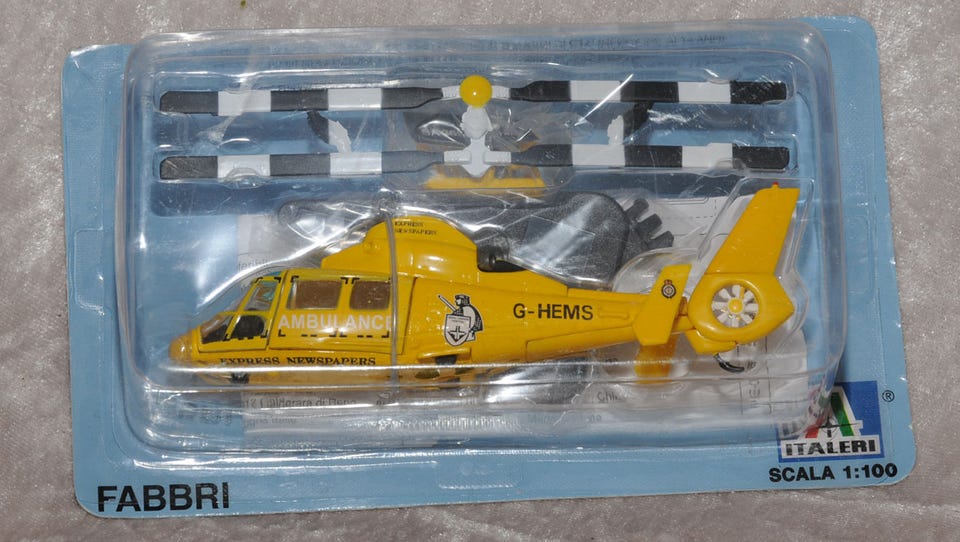 EXPRESS
NEWSPAPERS
AMBULANCE
G-HEMS
EXPRESS NEWSPAPERS
ITALERI
®
SCALA 1:100
FABBRI